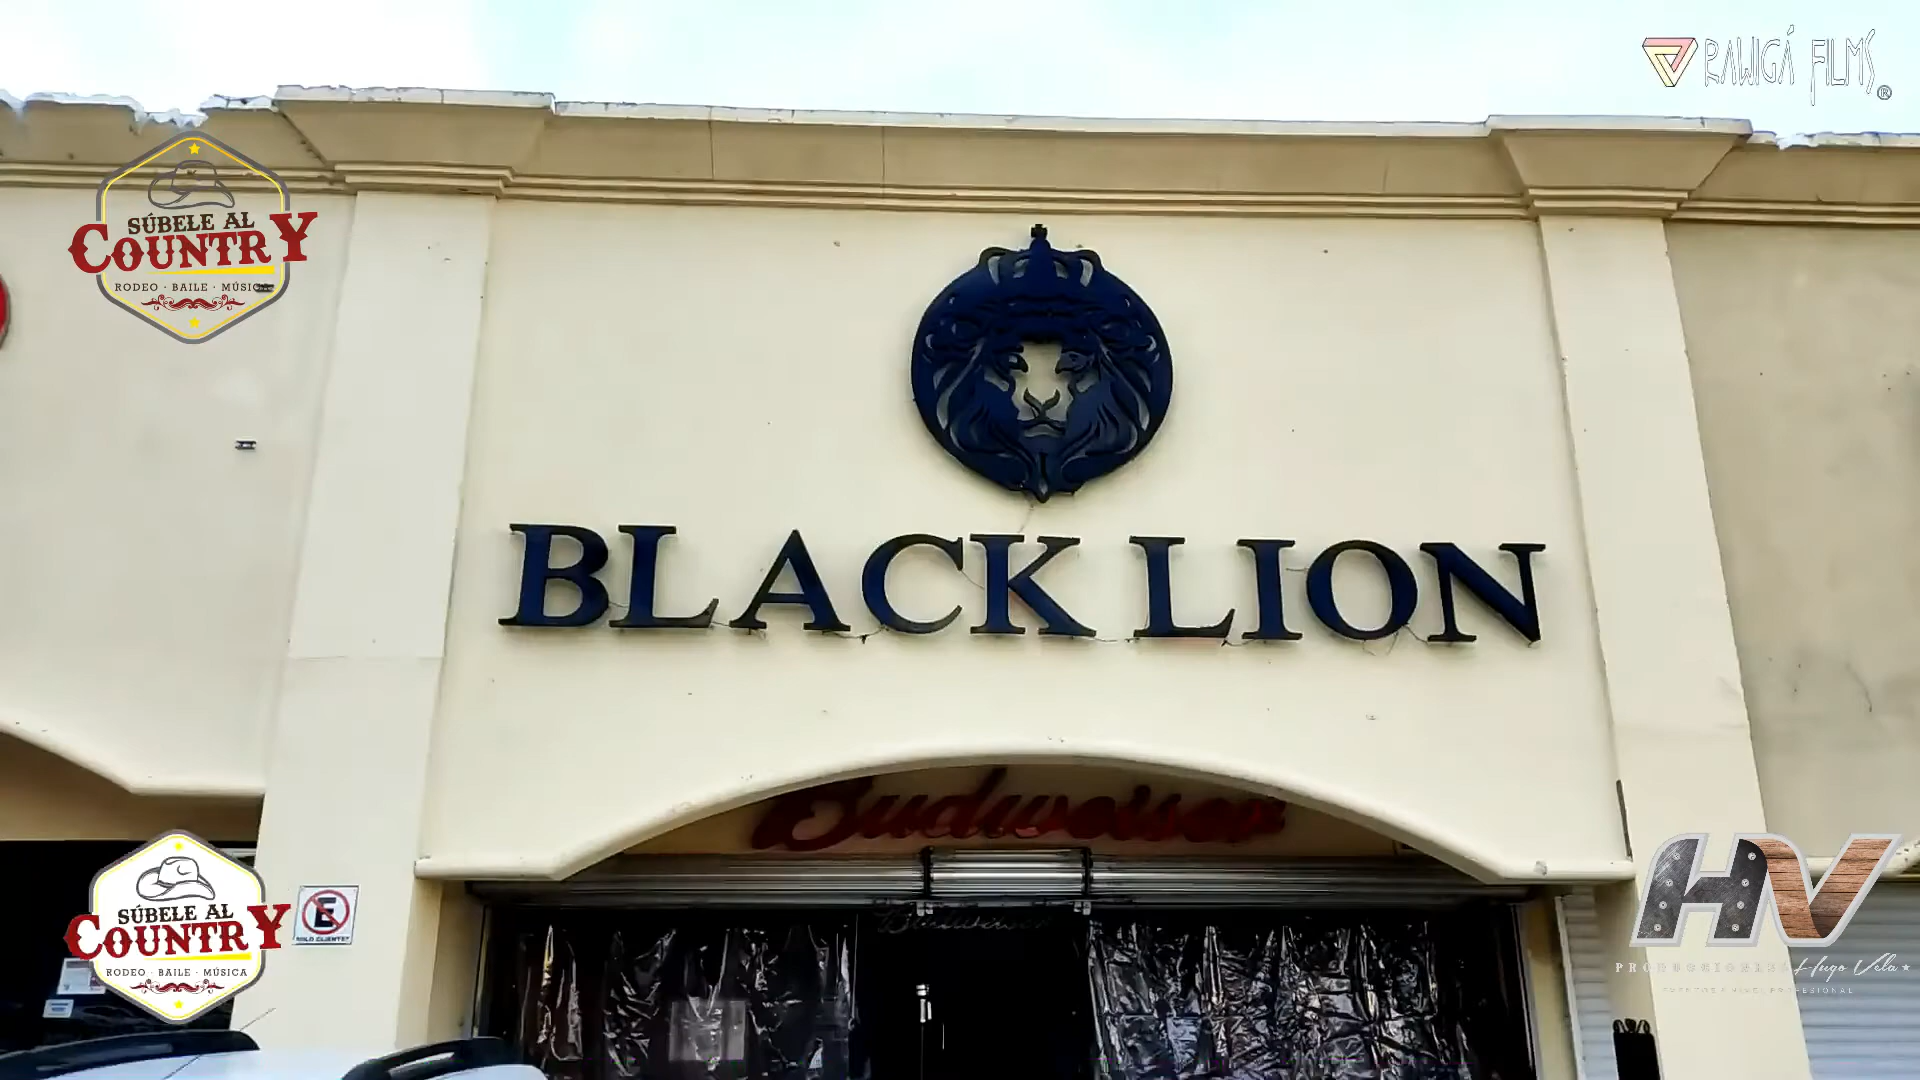 RAWIGÁ FILMS®
SÚBELE AL
COUNTRY
RODEO · BAILE · MÚSICA
BLACK LION
Budweiser
SÚBELE AL
COUNTRY
RODEO · BAILE · MÚSICA
E
HV
PRODUCCIONES Hugo Vela